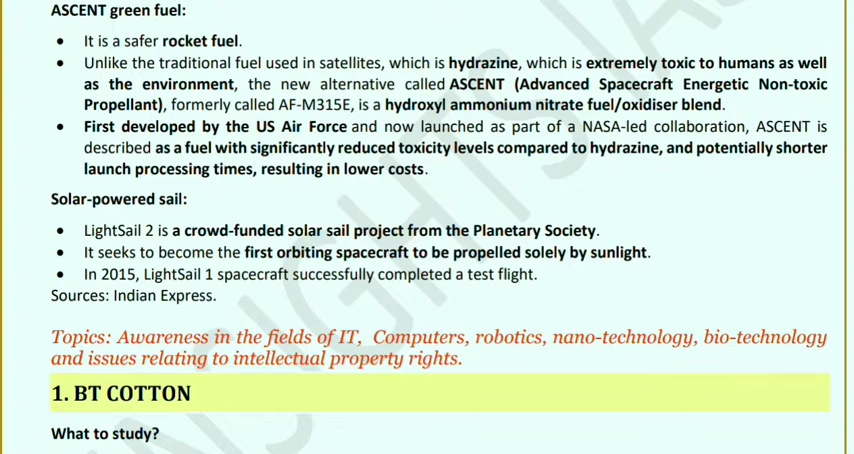 ASCENT green fuel:
• It is a safer rocket fuel.
• Unlike the traditional fuel used in satellites, which is hydrazine, which is extremely toxic to humans as well
as the environment, the new alternative called ASCENT (Advanced Spacecraft Energetic Non-toxic
Propellant), formerly called AF-M315E, is a hydroxyl ammonium nitrate fuel/oxidiser blend.
• First developed by the US Air Force and now launched as part of a NASA-led collaboration, ASCENT is
described as a fuel with significantly reduced toxicity levels compared to hydrazine, and potentially shorter
launch processing times, resulting in lower costs.
Solar-powered sail:
• LightSail 2 is a crowd-funded solar sail project from the Planetary Society.
• It seeks to become the first orbiting spacecraft to be propelled solely by sunlight.
• In 2015, LightSail 1 spacecraft successfully completed a test flight.
Sources: Indian Express.
Topics: Awareness in the fields of IT, Computers, robotics, nano-technology, bio-technology
and issues relating to intellectual property rights.
1. BT COTTON
What to study?
INSIGHTS IAS